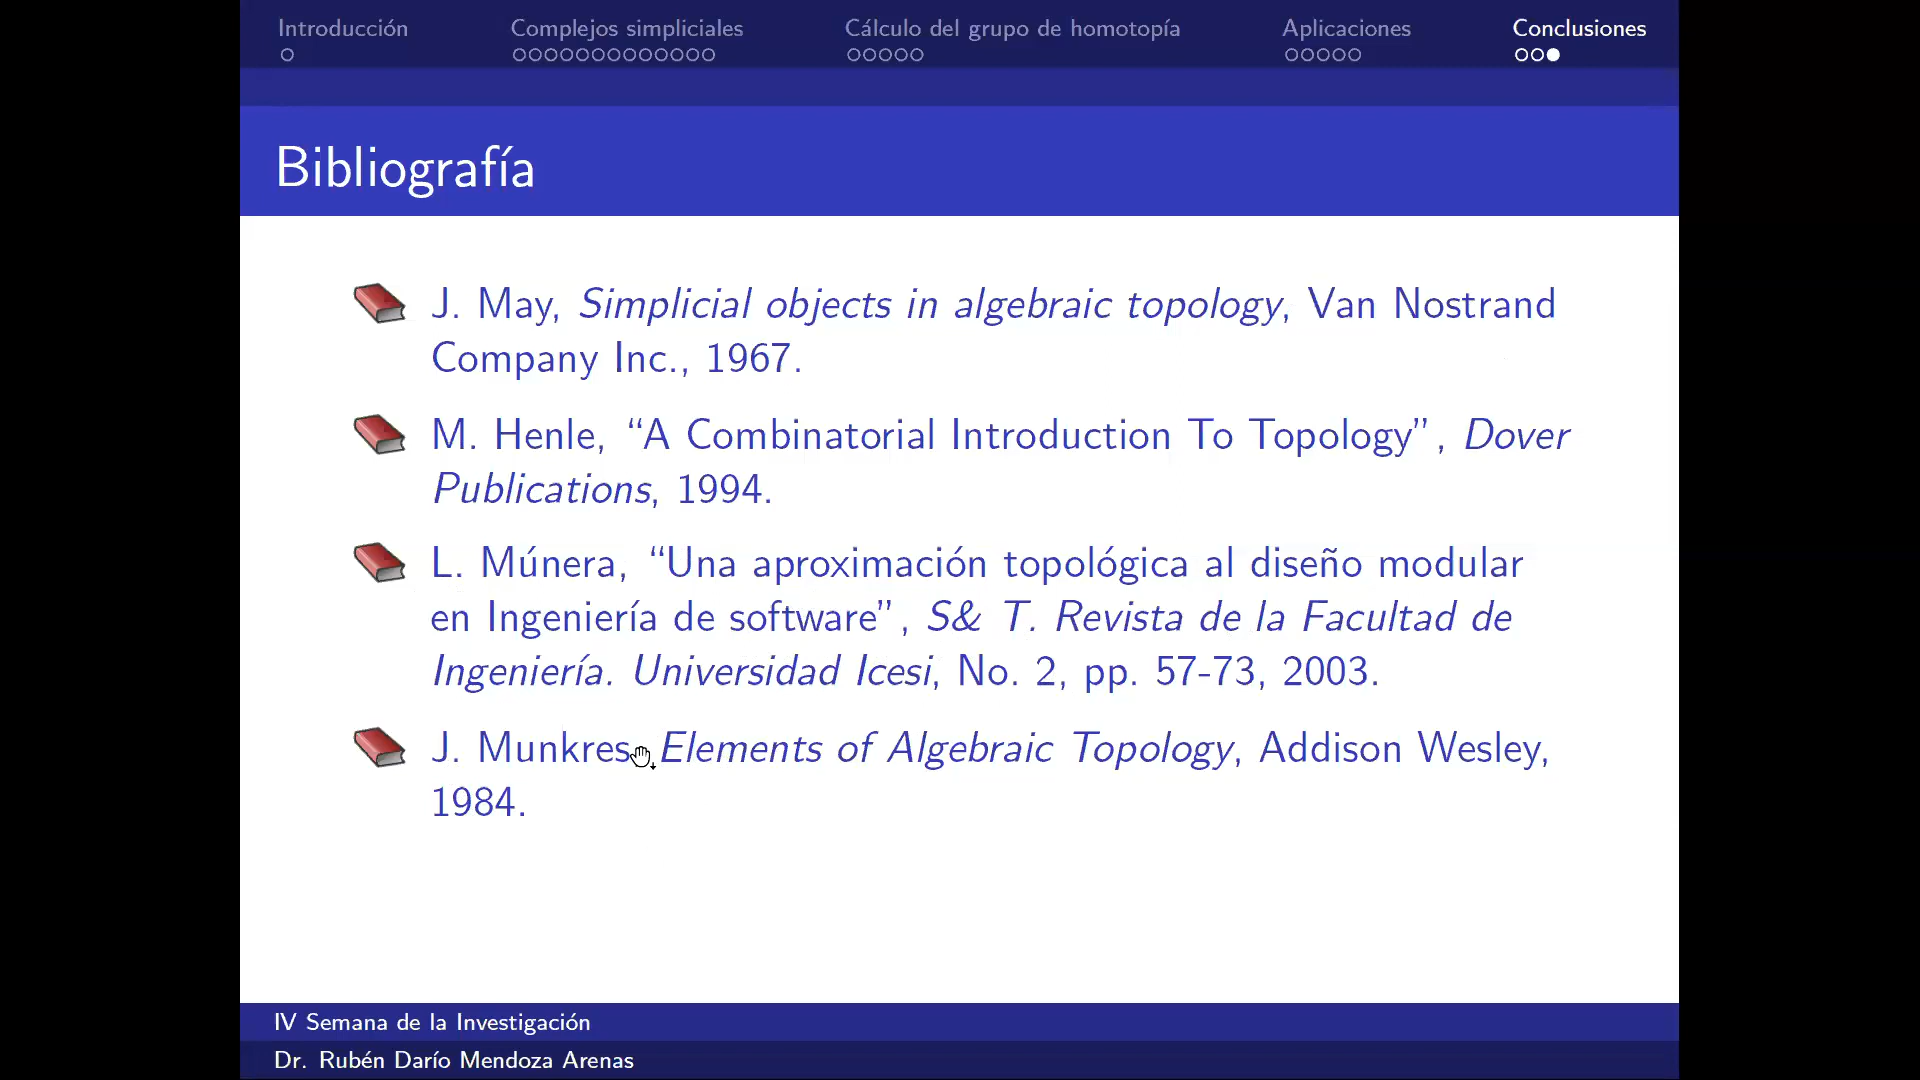 Introducción Complejos simpliciales Cálculo del grupo de homotopía Aplicaciones Conclusiones
Bibliografía
J. May, Simplicial objects in algebraic topology, Van Nostrand
Company Inc., 1967.
M. Henle, “A Combinatorial Introduction To Topology”, Dover
Publications, 1994.
L. Múnera, “Una aproximación topológica al diseño modular
en Ingeniería de software”, S& T. Revista de la Facultad de
Ingeniería. Universidad Icesi, No. 2, pp. 57-73, 2003.
J. Munkres, Elements of Algebraic Topology, Addison Wesley,
1984.
IV Semana de la Investigación
Dr. Rubén Darío Mendoza Arenas